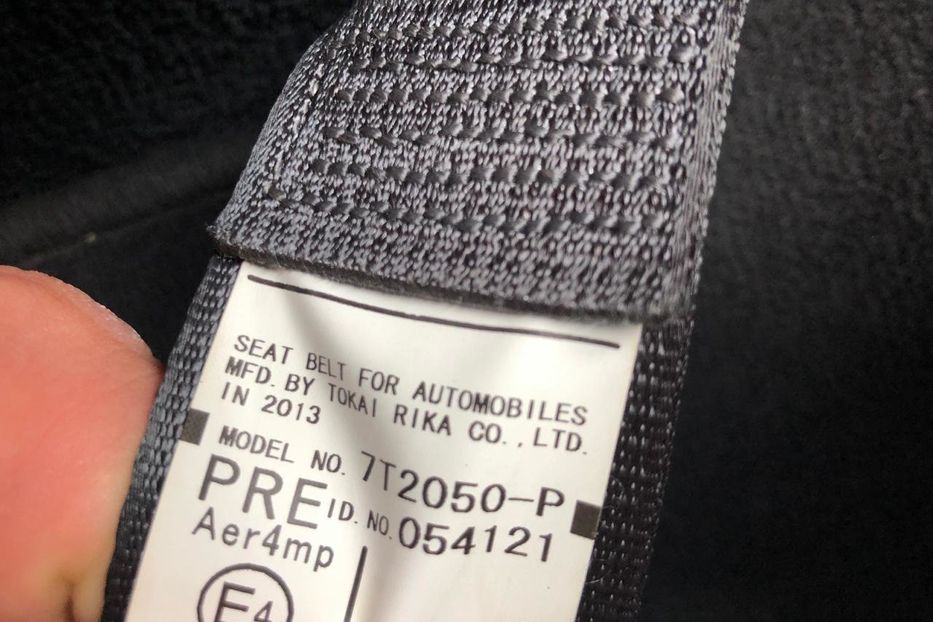 SEAT BELT FOR AUTOMOBILES
MFD. BY TOKAI RIKA CO., LTD.
IN 2013
MODEL NO. 7T2050-P
PRE ID. NO. 054121
Aer4mp
E4